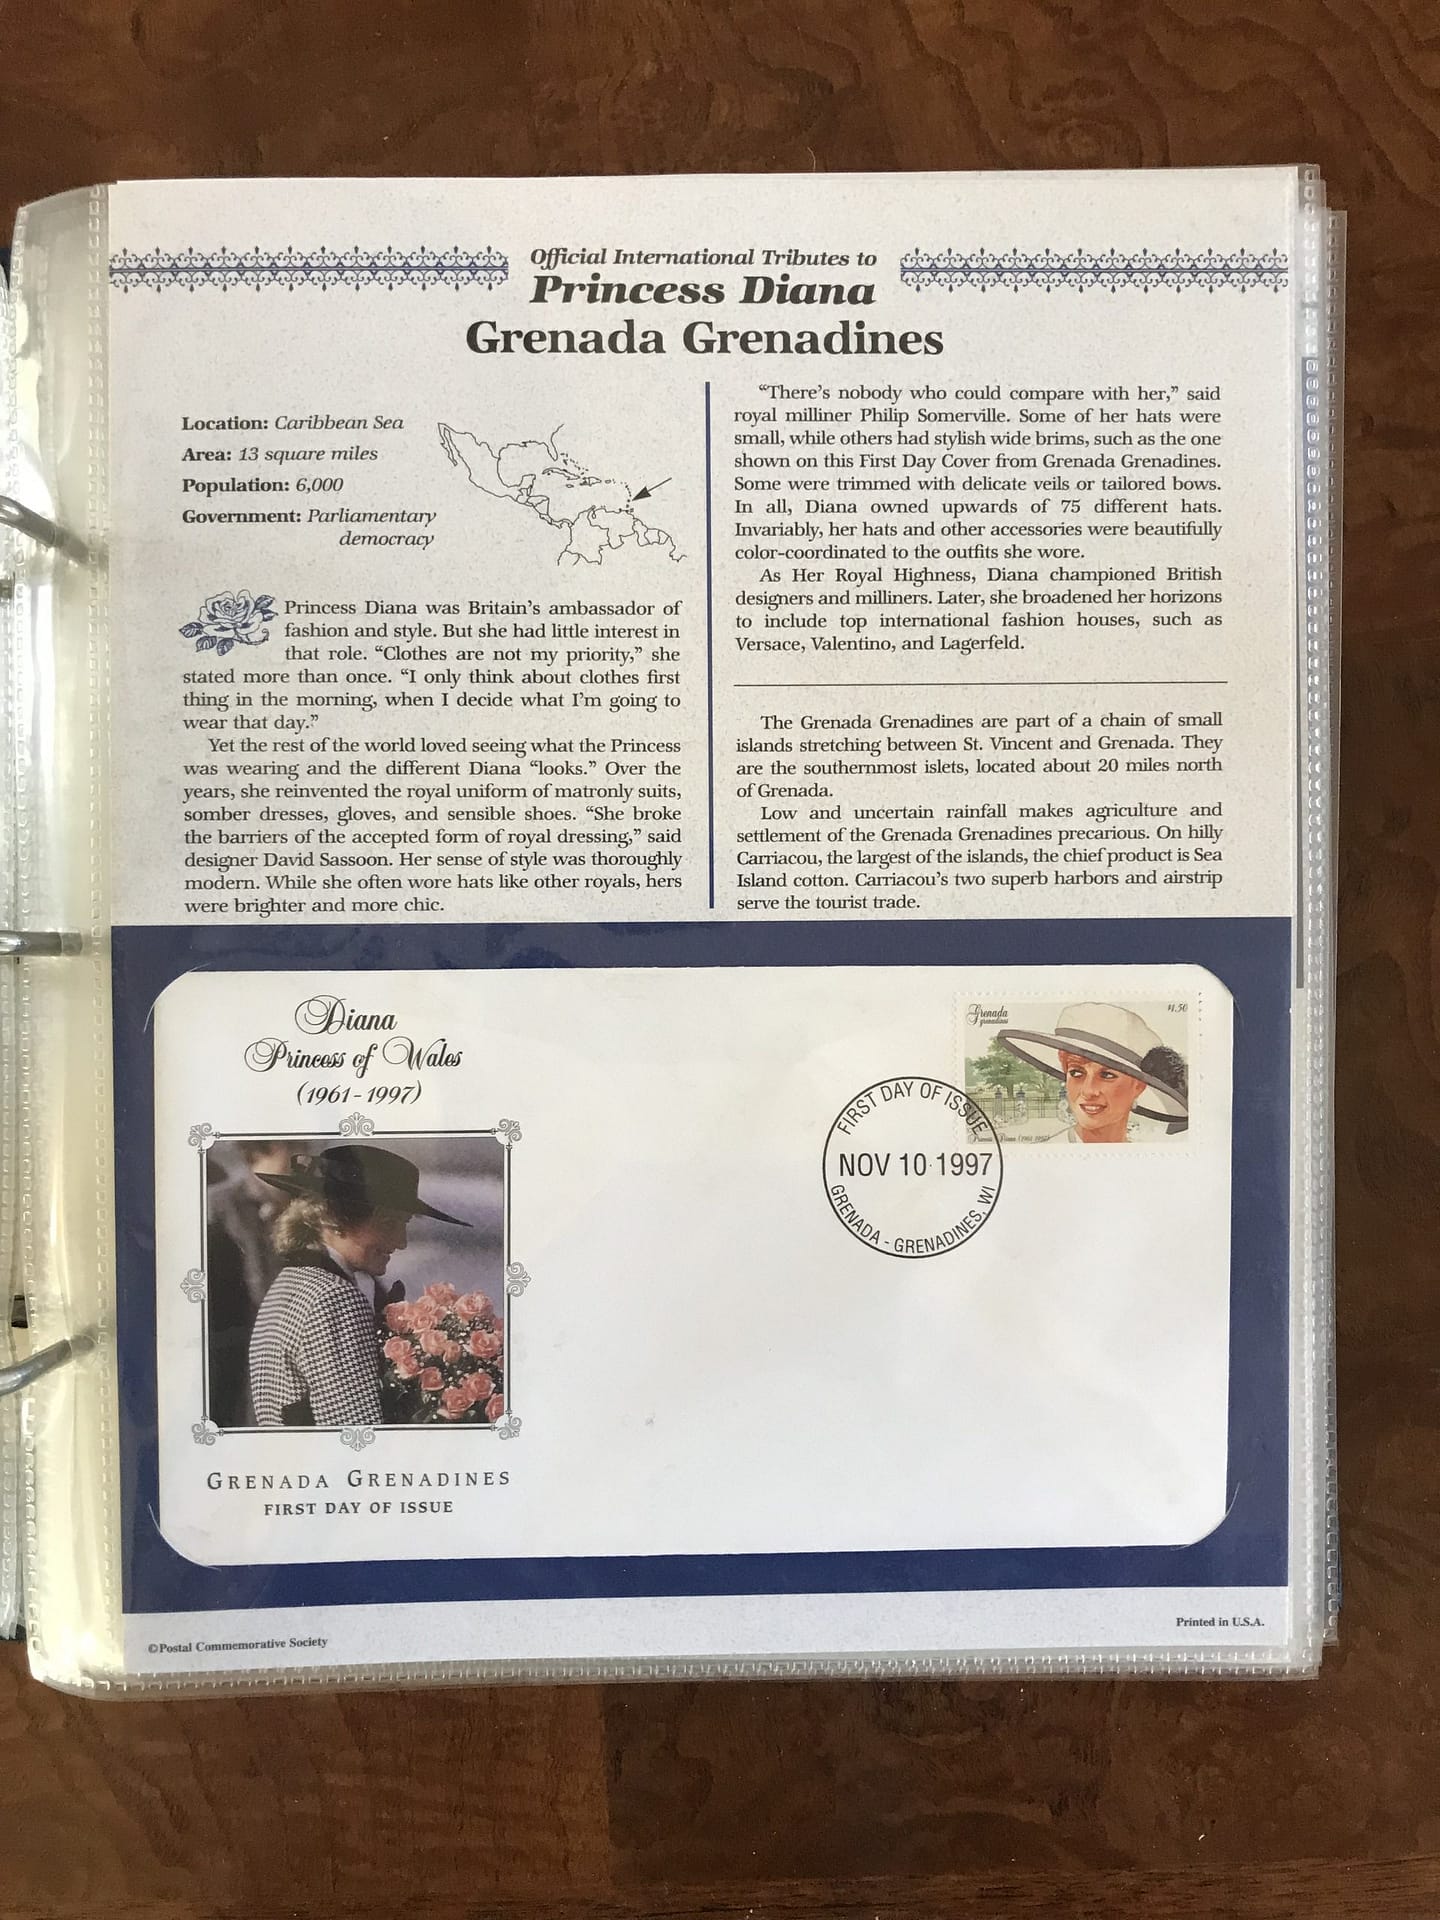 Official International Tributes to
Princess Diana
Grenada Grenadines
Location: Caribbean Sea
Area: 13 square miles
Population: 6,000
Government: Parliamentary
democracy
Princess Diana was Britain's ambassador of
fashion and style. But she had little interest in
that role. “Clothes are not my priority,” she
stated more than once. “I only think about clothes first
thing in the morning, when I decide what I'm going to
wear that day.”
Yet the rest of the world loved seeing what the Princess
was wearing and the different Diana “looks.” Over the
years, she reinvented the royal uniform of matronly suits,
somber dresses, gloves, and sensible shoes. “She broke
the barriers of the accepted form of royal dressing,” said
designer David Sassoon. Her sense of style was thoroughly
modern. While she often wore hats like other royals, hers
were brighter and more chic.
“There's nobody who could compare with her,” said
royal milliner Philip Somerville. Some of her hats were
small, while others had stylish wide brims, such as the one
shown on this First Day Cover from Grenada Grenadines.
Some were trimmed with delicate veils or tailored bows.
In all, Diana owned upwards of 75 different hats.
Invariably, her hats and other accessories were beautifully
color-coordinated to the outfits she wore.
As Her Royal Highness, Diana championed British
designers and milliners. Later, she broadened her horizons
to include top international fashion houses, such as
Versace, Valentino, and Lagerfeld.
The Grenada Grenadines are part of a chain of small
islands stretching between St. Vincent and Grenada. They
are the southernmost islets, located about 20 miles north
of Grenada.
Low and uncertain rainfall makes agriculture and
settlement of the Grenada Grenadines precarious. On hilly
Carriacou, the largest of the islands, the chief product is Sea
Island cotton. Carriacou's two superb harbors and airstrip
serve the tourist trade.
Diana
Princess of Wales
(1961-1997)
GRENADA GRENADINES
FIRST DAY OF ISSUE
Grenada
grenadines
$1.50
Princess Diana (1961-1997)
FIRST DAY OF ISSUE
NOV 10 1997
GRENADA - GRENADINES, WI
©Postal Commemorative Society
Printed in U.S.A.